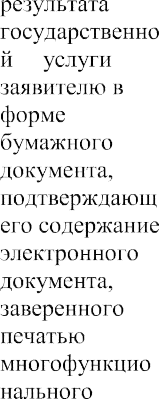 результата
государственно
й услуги
заявителю в
форме
бумажного
документа,
подтверждающ
его содержание
электронного
документа,
заверенного
печатью
многофункцио
нального